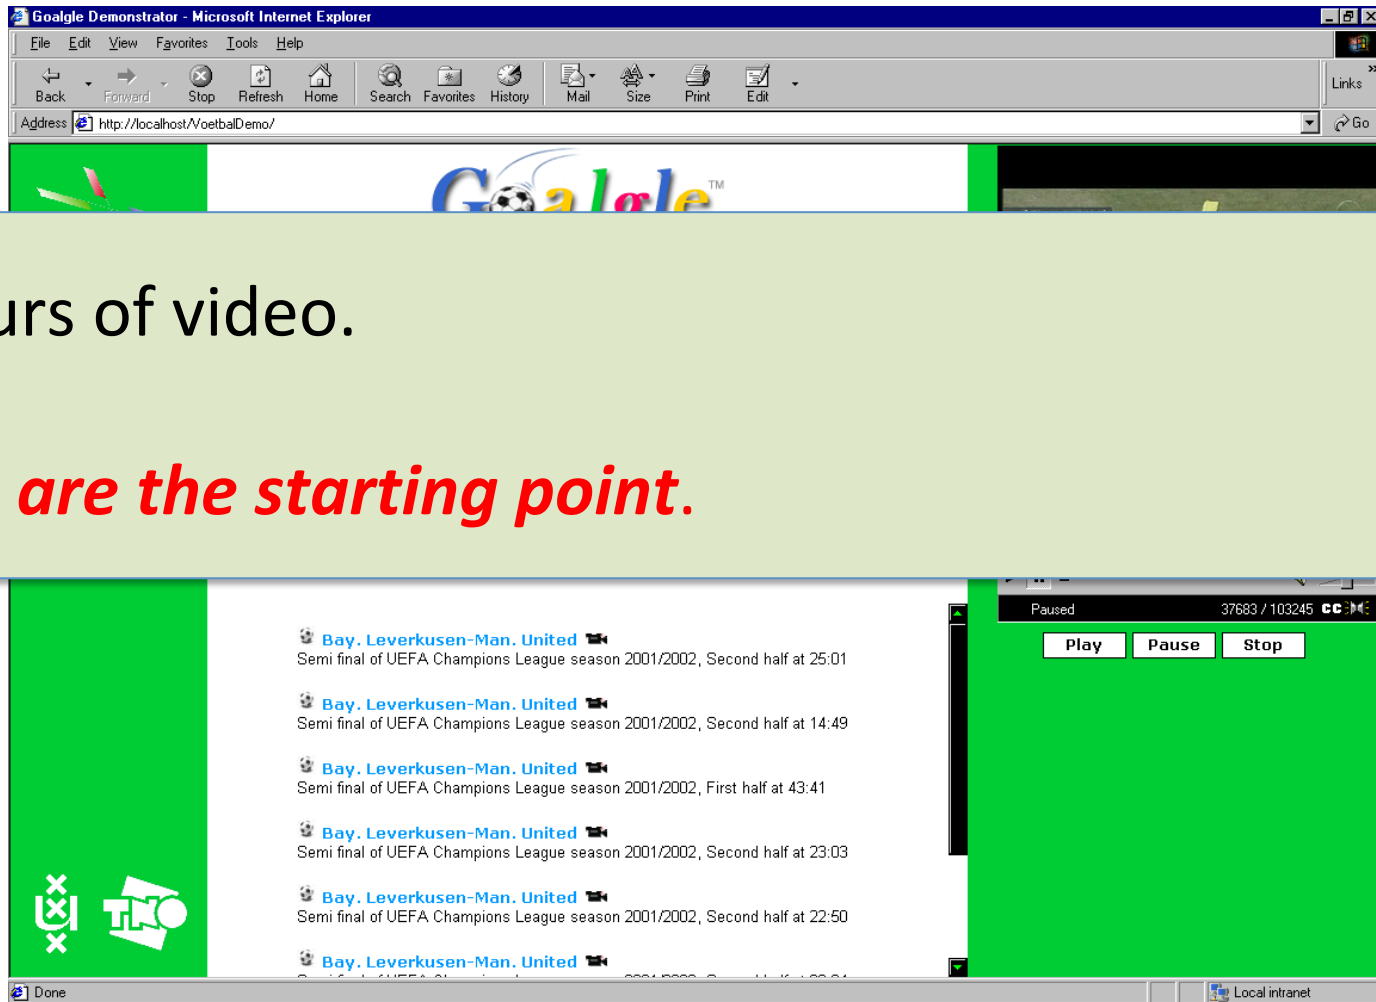 Goalgle Demonstrator - Microsoft Internet Explorer
File Edit View Favorites Tools Help
Back Forward Stop Refresh Home Search Favorites History Mail Size Print Edit Links »
Address http://localhost/VoetbalDemo/ Go
Goalgle™
urs of video.
are the starting point.
Paused 37683 / 103245 CC
Play Pause Stop
Bay. Leverkusen-Man. United
Semi final of UEFA Champions League season 2001/2002, Second half at 25:01
Bay. Leverkusen-Man. United
Semi final of UEFA Champions League season 2001/2002, Second half at 14:49
Bay. Leverkusen-Man. United
Semi final of UEFA Champions League season 2001/2002, First half at 43:41
Bay. Leverkusen-Man. United
Semi final of UEFA Champions League season 2001/2002, Second half at 23:03
Bay. Leverkusen-Man. United
Semi final of UEFA Champions League season 2001/2002, Second half at 22:50
Bay. Leverkusen-Man. United
TNO
Done Local intranet